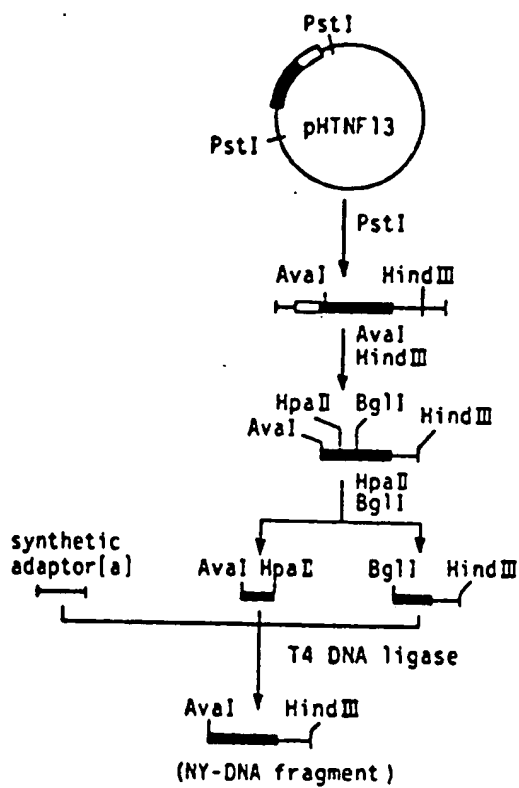 PstI
pHTNF13
PstI
PstI
AvaI HindⅢ
AvaI
HindⅢ
HpaⅡ BglI
AvaI HindⅢ
HpaⅡ
BglI
synthetic
adaptor[a]
AvaI HpaⅡ BglI HindⅢ
T4 DNA ligase
AvaI HindⅢ
(NY-DNA fragment)